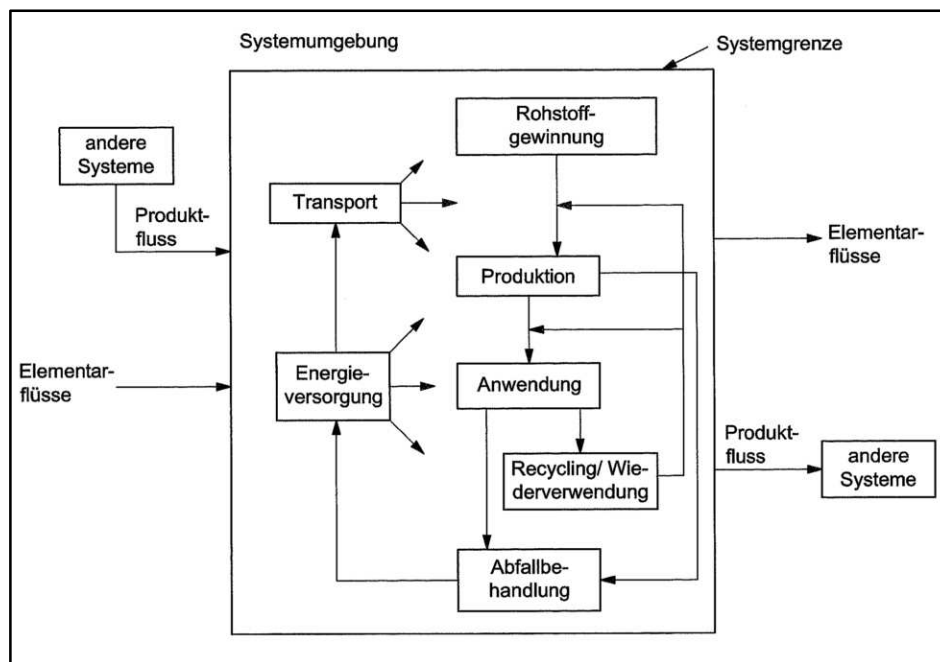 Systemumgebung
Systemgrenze
Rohstoff-
gewinnung
andere
Systeme
Transport
Produkt-
fluss
Elementar-
flüsse
Produktion
Elementar-
flüsse
Energie-
versorgung
Anwendung
Produkt-
fluss
andere
Systeme
Recycling/ Wie-
derverwendung
Abfallbe-
handlung